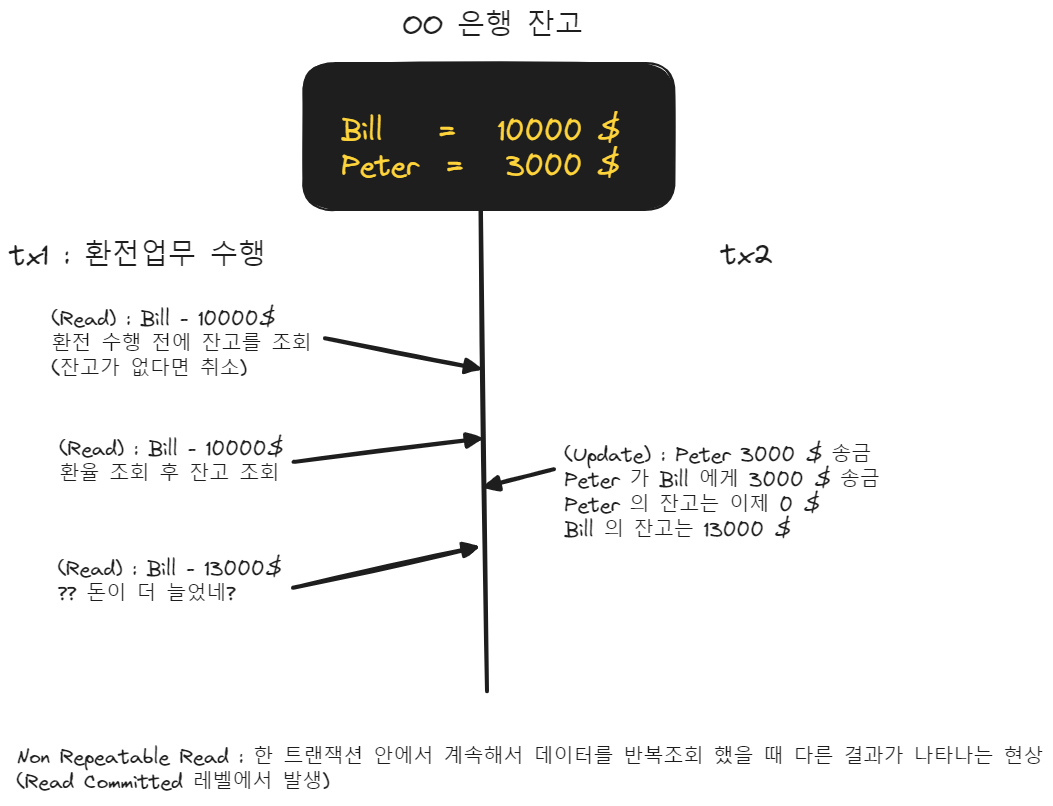 OO 은행 잔고
Bill = 10000 $
Peter = 3000 $
tx1 : 환전업무 수행
tx2
(Read) : Bill - 10000$
환전 수행 전에 잔고를 조회
(잔고가 없다면 취소)
(Read) : Bill - 10000$
환율 조회 후 잔고 조회
(Update) : Peter 3000 $ 송금
Peter 가 Bill 에게 3000 $ 송금
Peter 의 잔고는 이제 0 $
Bill 의 잔고는 13000 $
(Read) : Bill - 13000$
?? 돈이 더 늘었네?
Non Repeatable Read : 한 트랜잭션 안에서 계속해서 데이터를 반복조회 했을 때 다른 결과가 나타나는 현상
(Read Committed 레벨에서 발생)